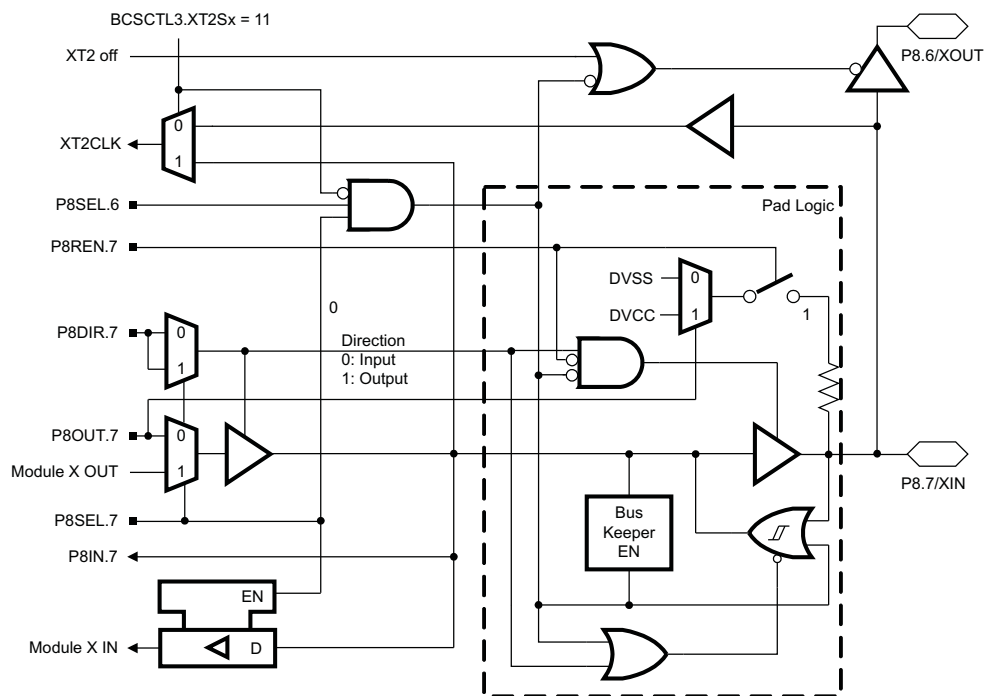 BCSCTL3.XT2Sx = 11
XT2 off
P8.6/XOUT
0
XT2CLK
1
P8SEL.6
Pad Logic
P8REN.7
DVSS
0
0
1
DVCC
1
P8DIR.7
0
Direction
0: Input
1: Output
1
P8OUT.7
0
Module X OUT
1
P8.7/XIN
P8SEL.7
Bus
Keeper
EN
P8IN.7
EN
Module X IN
D